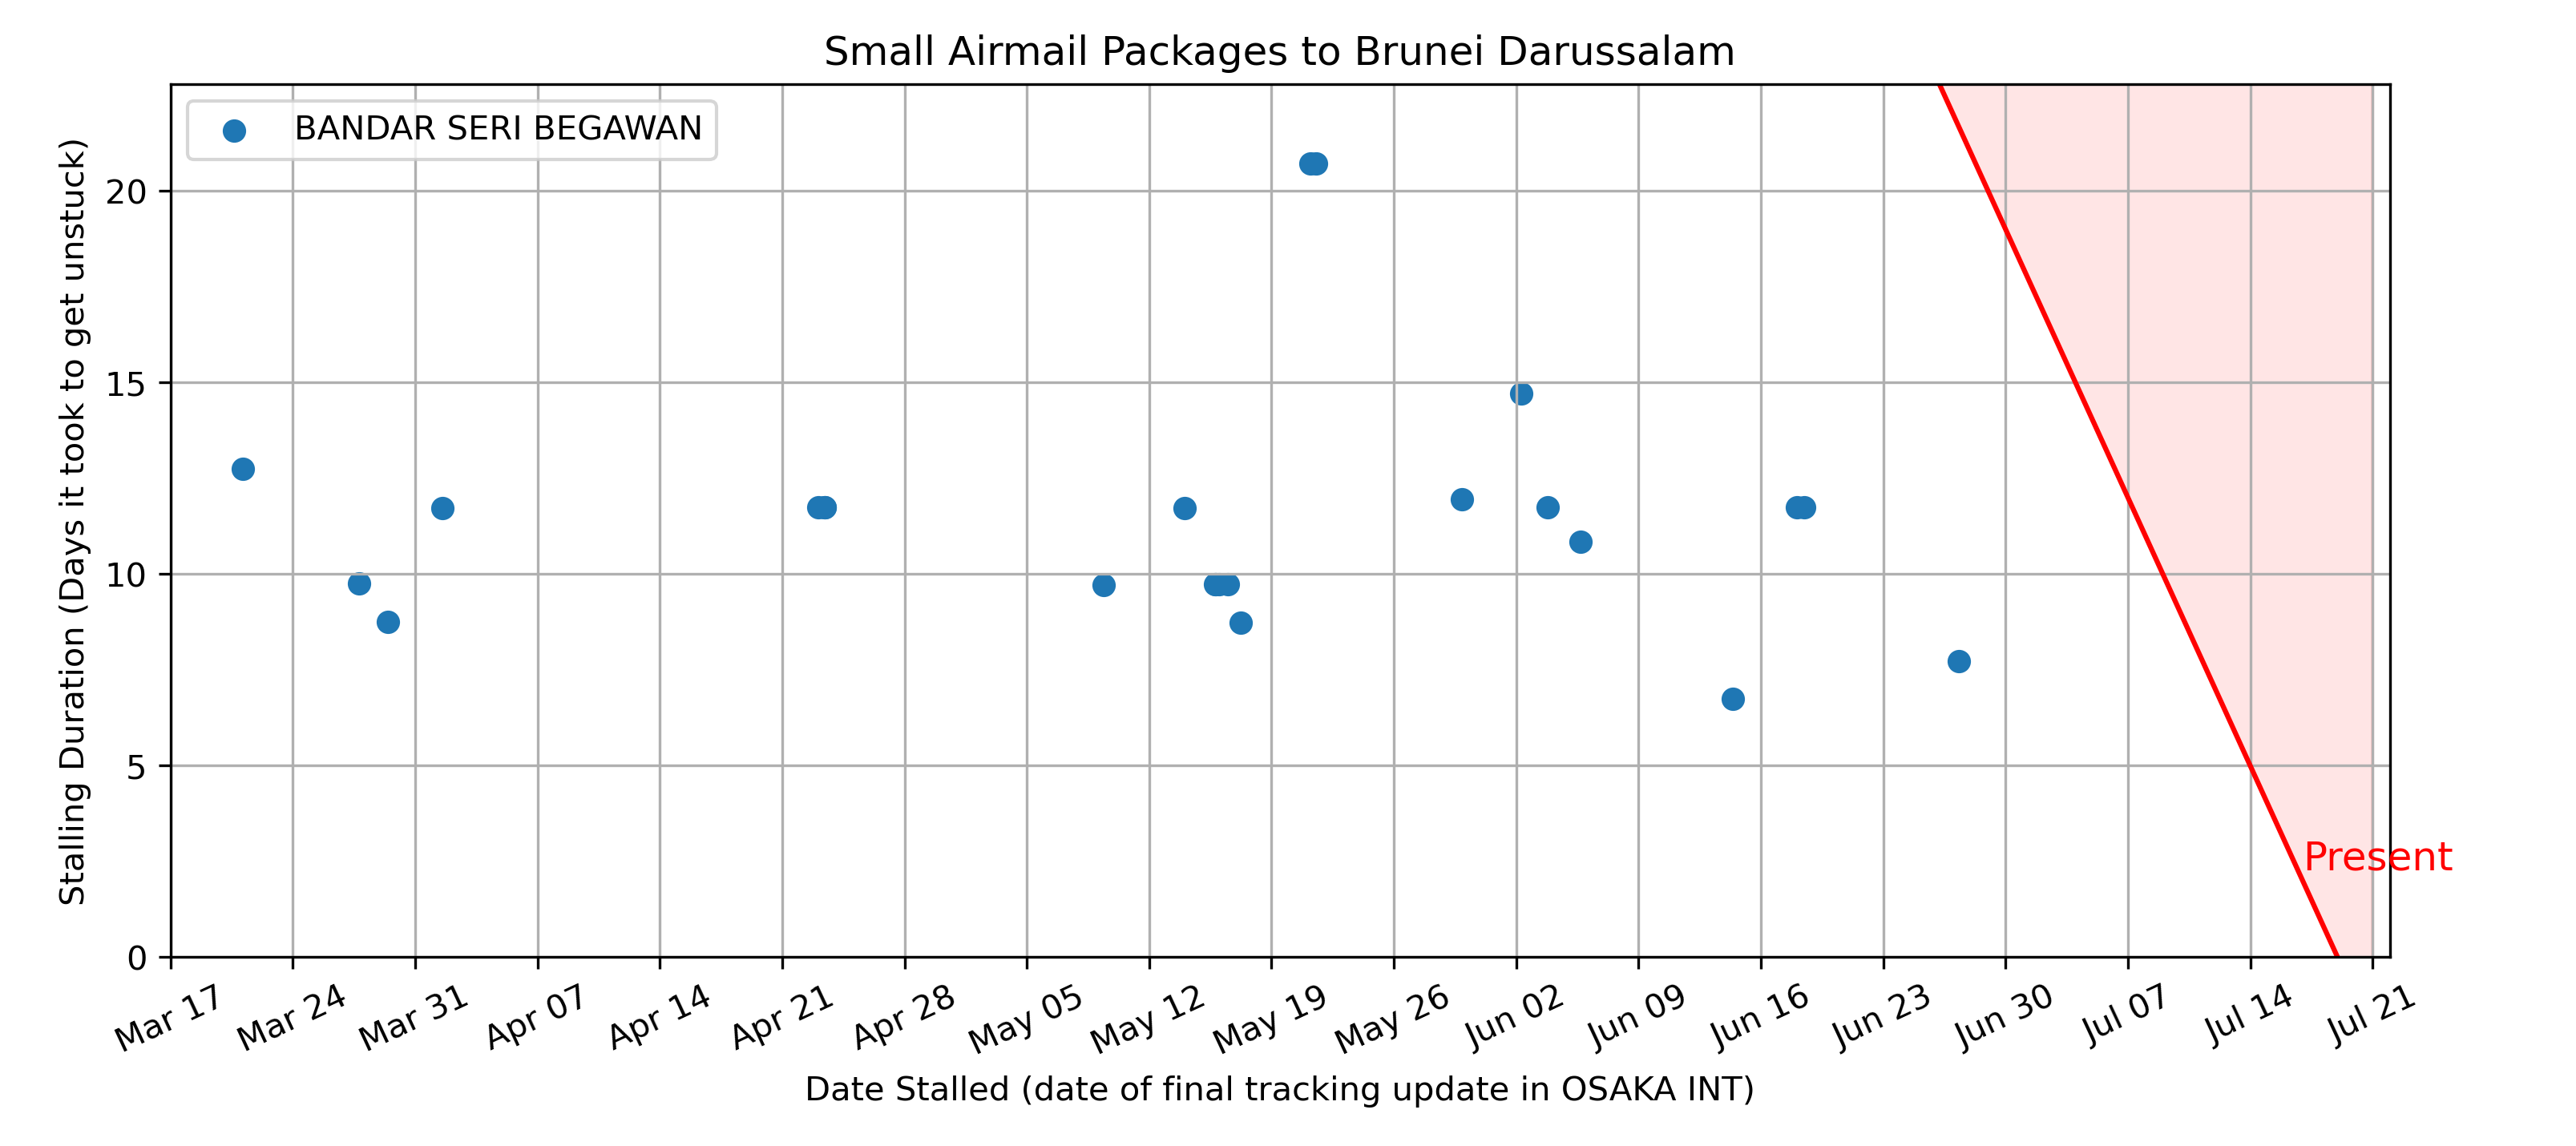 Small Airmail Packages to Brunei Darussalam
BANDAR SERI BEGAWAN
Stalling Duration (Days it took to get unstuck)
20
15
10
5
0
Present
Mar 17
Mar 24
Mar 31
Apr 07
Apr 14
Apr 21
Apr 28
May 05
May 12
May 19
May 26
Jun 02
Jun 09
Jun 16
Jun 23
Jun 30
Jul 07
Jul 14
Jul 21
Date Stalled (date of final tracking update in OSAKA INT)